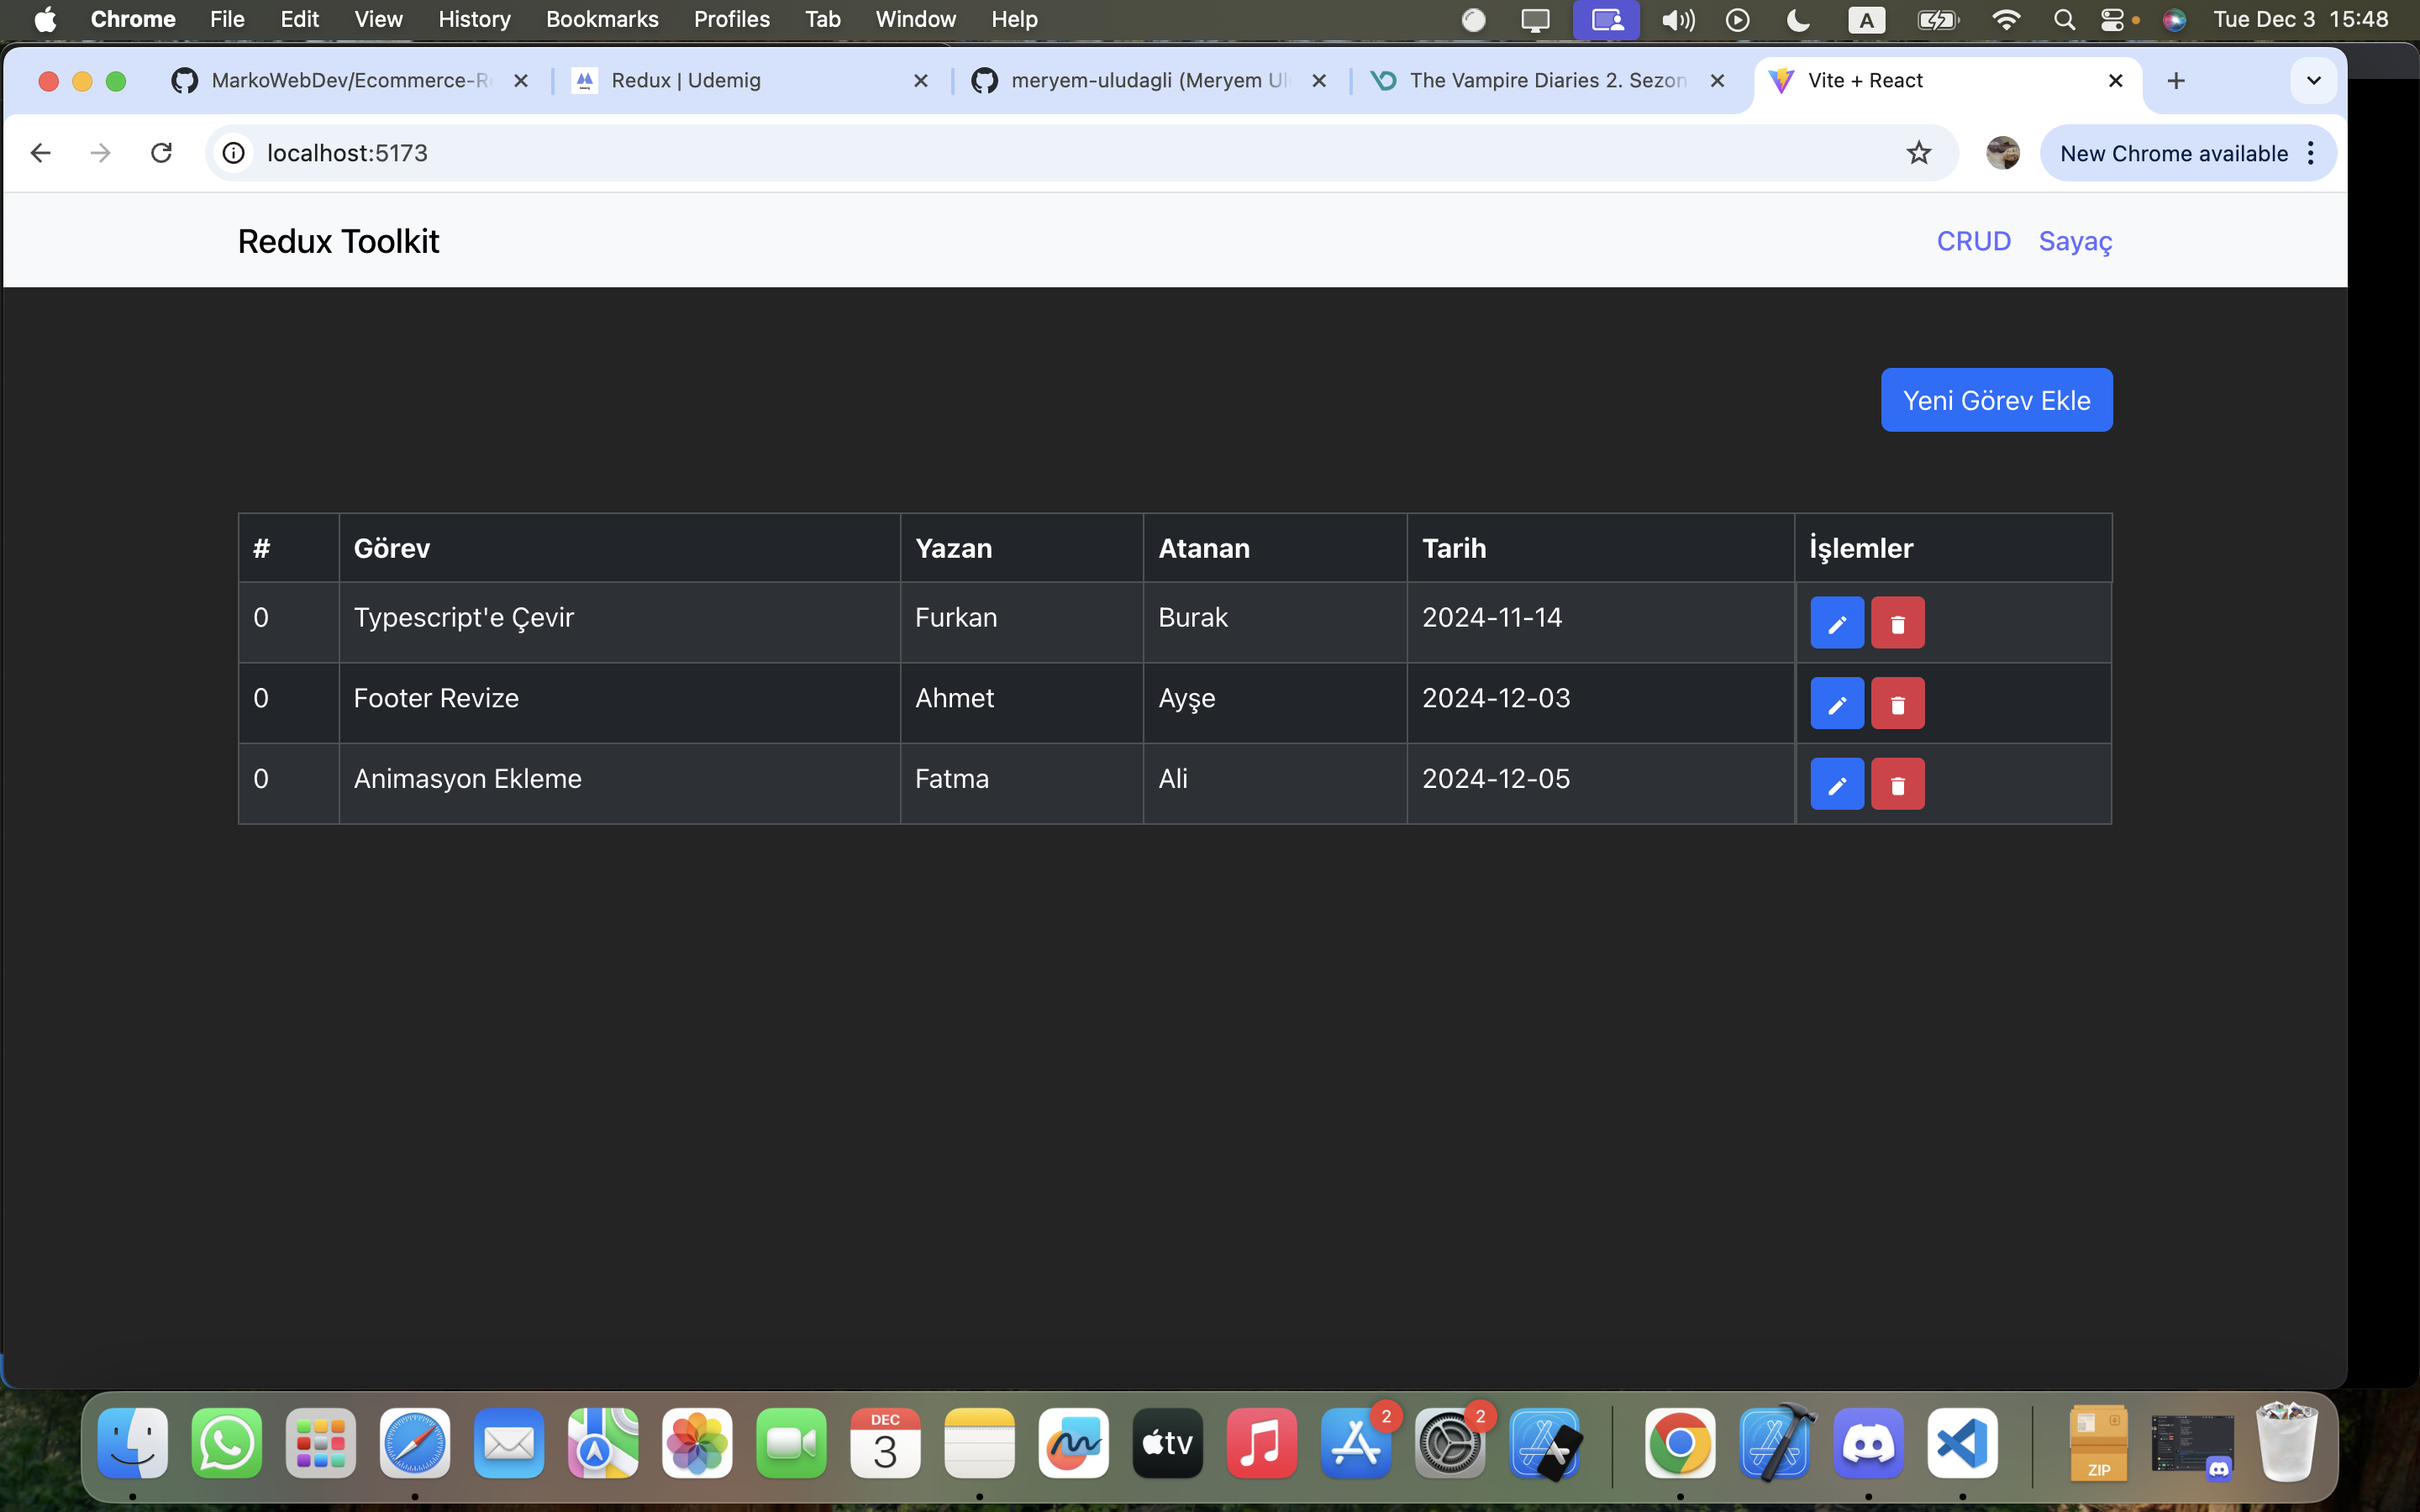 Chrome File Edit View History Bookmarks Profiles Tab Window Help A Tue Dec 3 15:48
MarkoWebDev/Ecommerce-R Redux | Udemig meryem-uludagli (Meryem Ul The Vampire Diaries 2. Sezon Vite + React
localhost:5173 New Chrome available
Redux Toolkit CRUD Sayaç
Yeni Görev Ekle
# Görev Yazan Atanan Tarih İşlemler
0 Typescript'e Çevir Furkan Burak 2024-11-14
0 Footer Revize Ahmet Ayşe 2024-12-03
0 Animasyon Ekleme Fatma Ali 2024-12-05
DEC 2 2
3 tv
ZIP